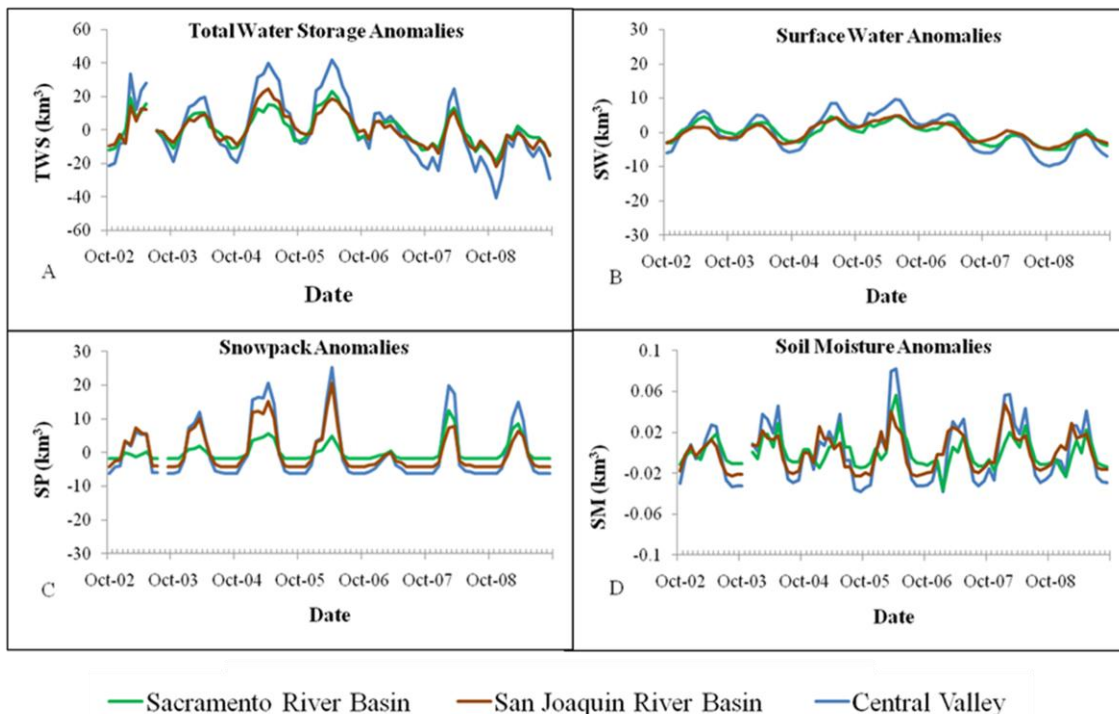 Total Water Storage Anomalies
TWS (km³)
60
40
20
0
-20
-40
-60
Oct-02 Oct-03 Oct-04 Oct-05 Oct-06 Oct-07 Oct-08
A
Date
Surface Water Anomalies
SW (km³)
30
20
10
0
-10
-20
-30
Oct-02 Oct-03 Oct-04 Oct-05 Oct-06 Oct-07 Oct-08
B
Date
Snowpack Anomalies
SP (km³)
30
20
10
0
-10
-20
-30
Oct-02 Oct-03 Oct-04 Oct-05 Oct-06 Oct-07 Oct-08
C
Date
Soil Moisture Anomalies
SM (km³)
0.1
0.06
0.02
-0.02
-0.06
-0.1
Oct-02 Oct-03 Oct-04 Oct-05 Oct-06 Oct-07 Oct-08
D
Date
Sacramento River Basin San Joaquin River Basin Central Valley